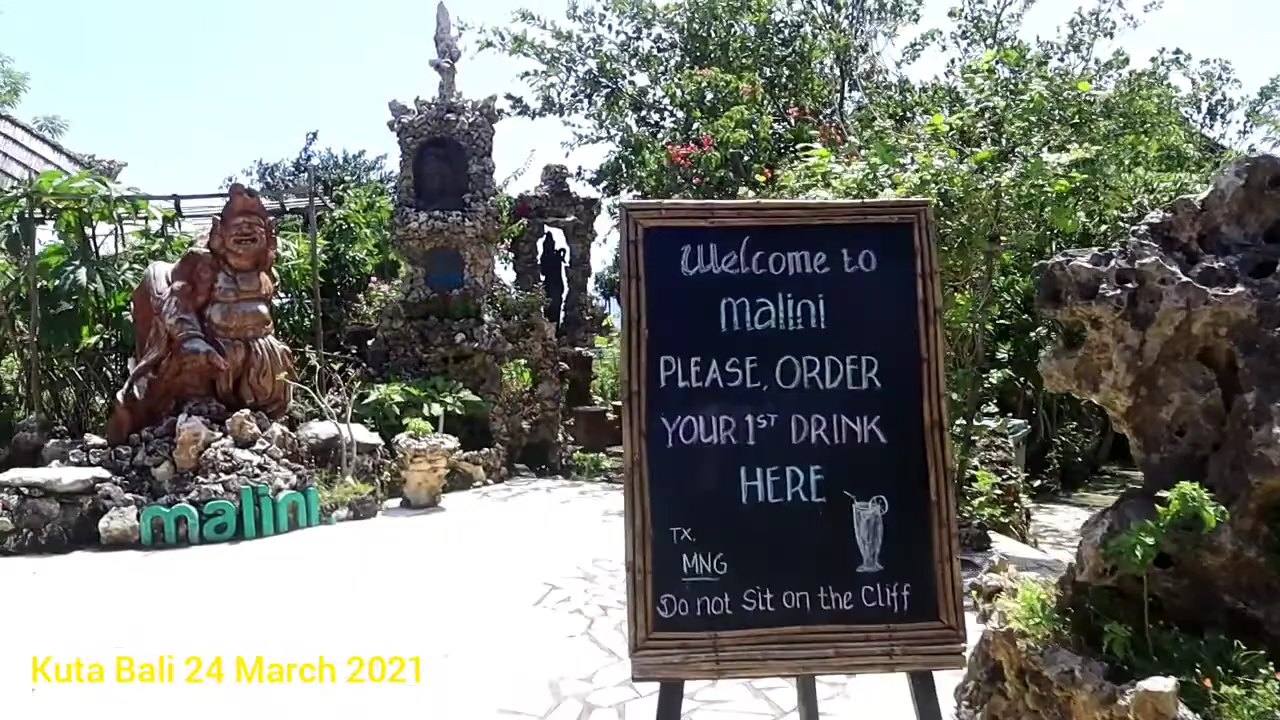 Welcome to
malini
PLEASE, ORDER
YOUR 1ST DRINK
HERE
TX.
MNG
Do not Sit on the Cliff
malini
Kuta Bali 24 March 2021